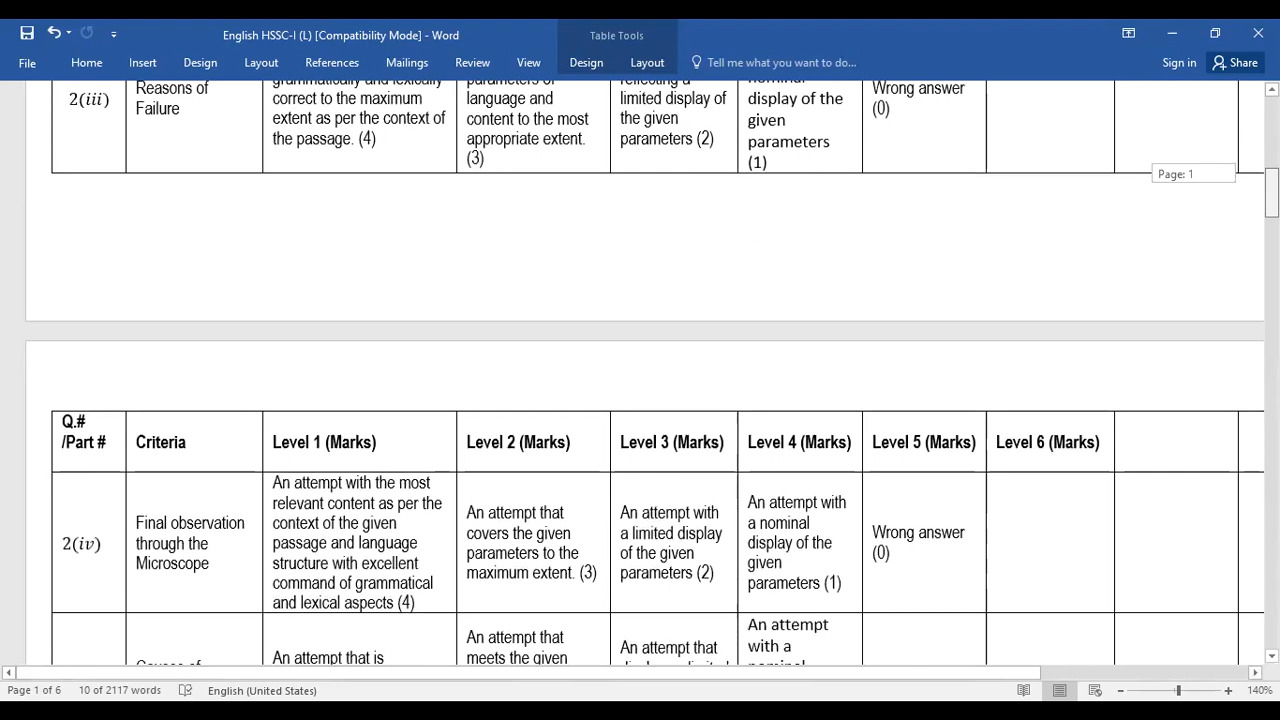 English HSSC-I (L) [Compatibility Mode] - Word
Table Tools
File Home Insert Design Layout References Mailings Review View Design Layout Tell me what you want to do... Sign in Share
2(iii)
Reasons of
Failure
grammatically and lexically
correct to the maximum
extent as per the context of
the passage. (4)
parameters of
language and
content to the most
appropriate extent.
(3)
reflecting a
limited display of
the given
parameters (2)
nominal
display of the
given
parameters
(1)
Wrong answer
(0)
Page: 1
Q.#
/Part #
Criteria
Level 1 (Marks)
Level 2 (Marks)
Level 3 (Marks)
Level 4 (Marks)
Level 5 (Marks)
Level 6 (Marks)
2(iv)
Final observation
through the
Microscope
An attempt with the most
relevant content as per the
context of the given
passage and language
structure with excellent
command of grammatical
and lexical aspects (4)
An attempt that
covers the given
parameters to the
maximum extent. (3)
An attempt with
a limited display
of the given
parameters (2)
An attempt with
a nominal
display of the
given
parameters (1)
Wrong answer
(0)
An attempt that is
An attempt that
meets the given
An attempt that
An attempt
with a
nominal
Page 1 of 6 10 of 2117 words English (United States) 140%